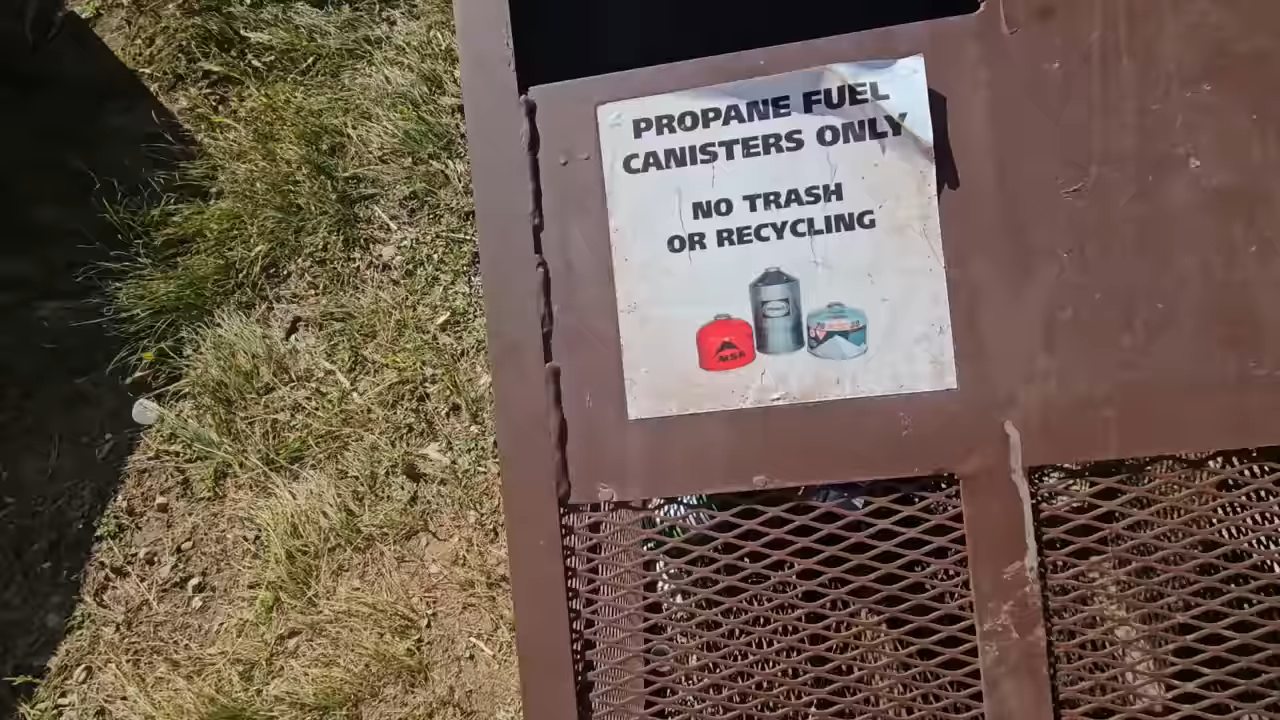 PROPANE FUEL
CANISTERS ONLY
NO TRASH
OR RECYCLING
MSR